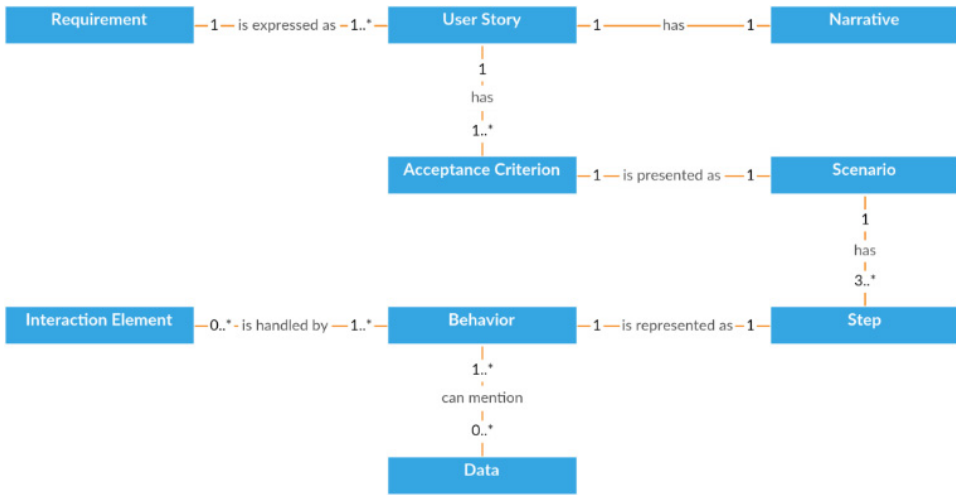 Requirement 1 is expressed as 1..* User Story 1 has 1 Narrative
1
has
1..*
Acceptance Criterion 1 is presented as 1 Scenario
1
has
3..*
Interaction Element 0..* is handled by 1..* Behavior 1 is represented as 1 Step
1..*
can mention
0..*
Data